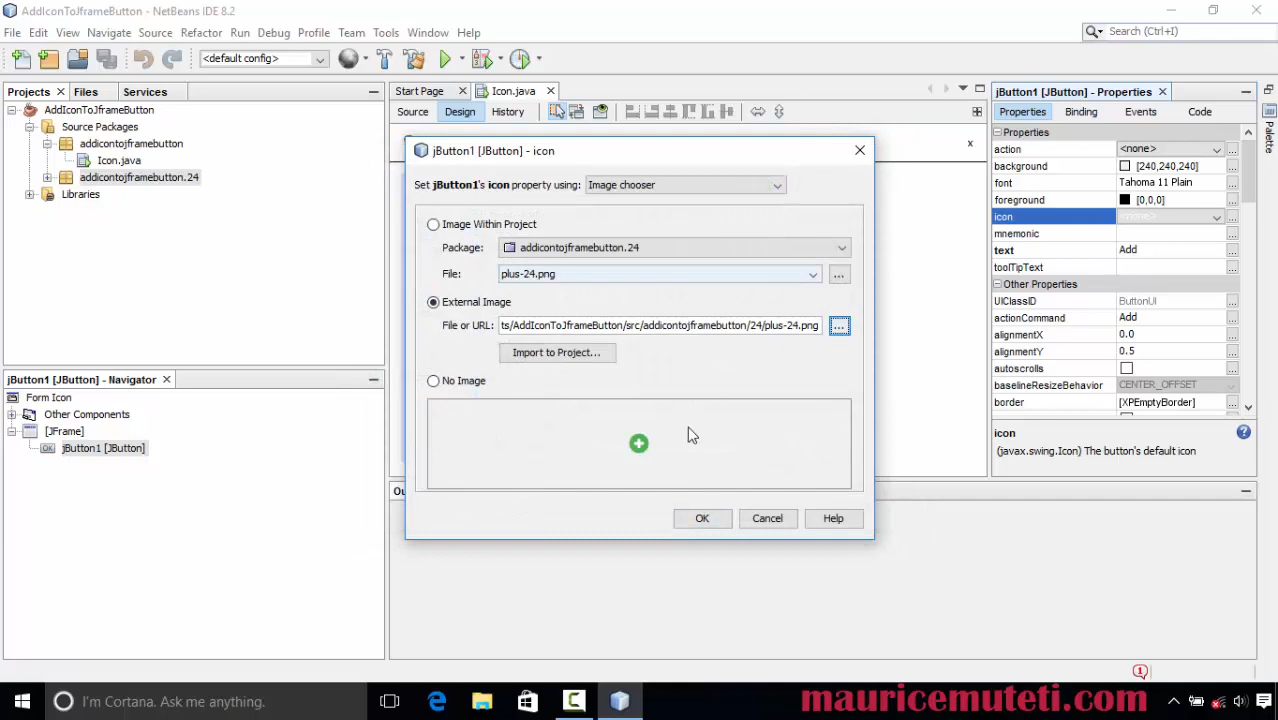 AddIconToJframeButton - NetBeans IDE 8.2
File Edit View Navigate Source Refactor Run Debug Profile Team Tools Window Help
Search (Ctrl+I)
<default config>
Projects Files Services
AddIconToJframeButton
Source Packages
addicontojframebutton
Icon.java
addicontojframebutton.24
Libraries
jButton1 [JButton] - Navigator
Form Icon
Other Components
[JFrame]
OK jButton1 [JButton]
Start Page Icon.java
Source Design History
jButton1 [JButton] - icon
Set jButton1's icon property using: Image chooser
Image Within Project
Package: addicontojframebutton.24
File: plus-24.png ...
External Image
File or URL: ts/AddIconToJframeButton/src/addicontojframebutton/24/plus-24.png ...
Import to Project...
No Image
OK Cancel Help
jButton1 [JButton] - Properties
Properties Binding Events Code
Properties
action <none> ...
background [240,240,240] ...
font Tahoma 11 Plain ...
foreground [0,0,0] ...
icon <none> ...
mnemonic ...
text Add ...
toolTipText ...
Other Properties
UIClassID ButtonUI ...
actionCommand Add ...
alignmentX 0.0 ...
alignmentY 0.5 ...
autoscrolls ...
baselineResizeBehavior CENTER_OFFSET ...
border [XPEmptyBorder] ...
icon
(javax.swing.Icon) The button's default icon
Palette
1
I'm Cortana. Ask me anything.
mauricemuteti.com